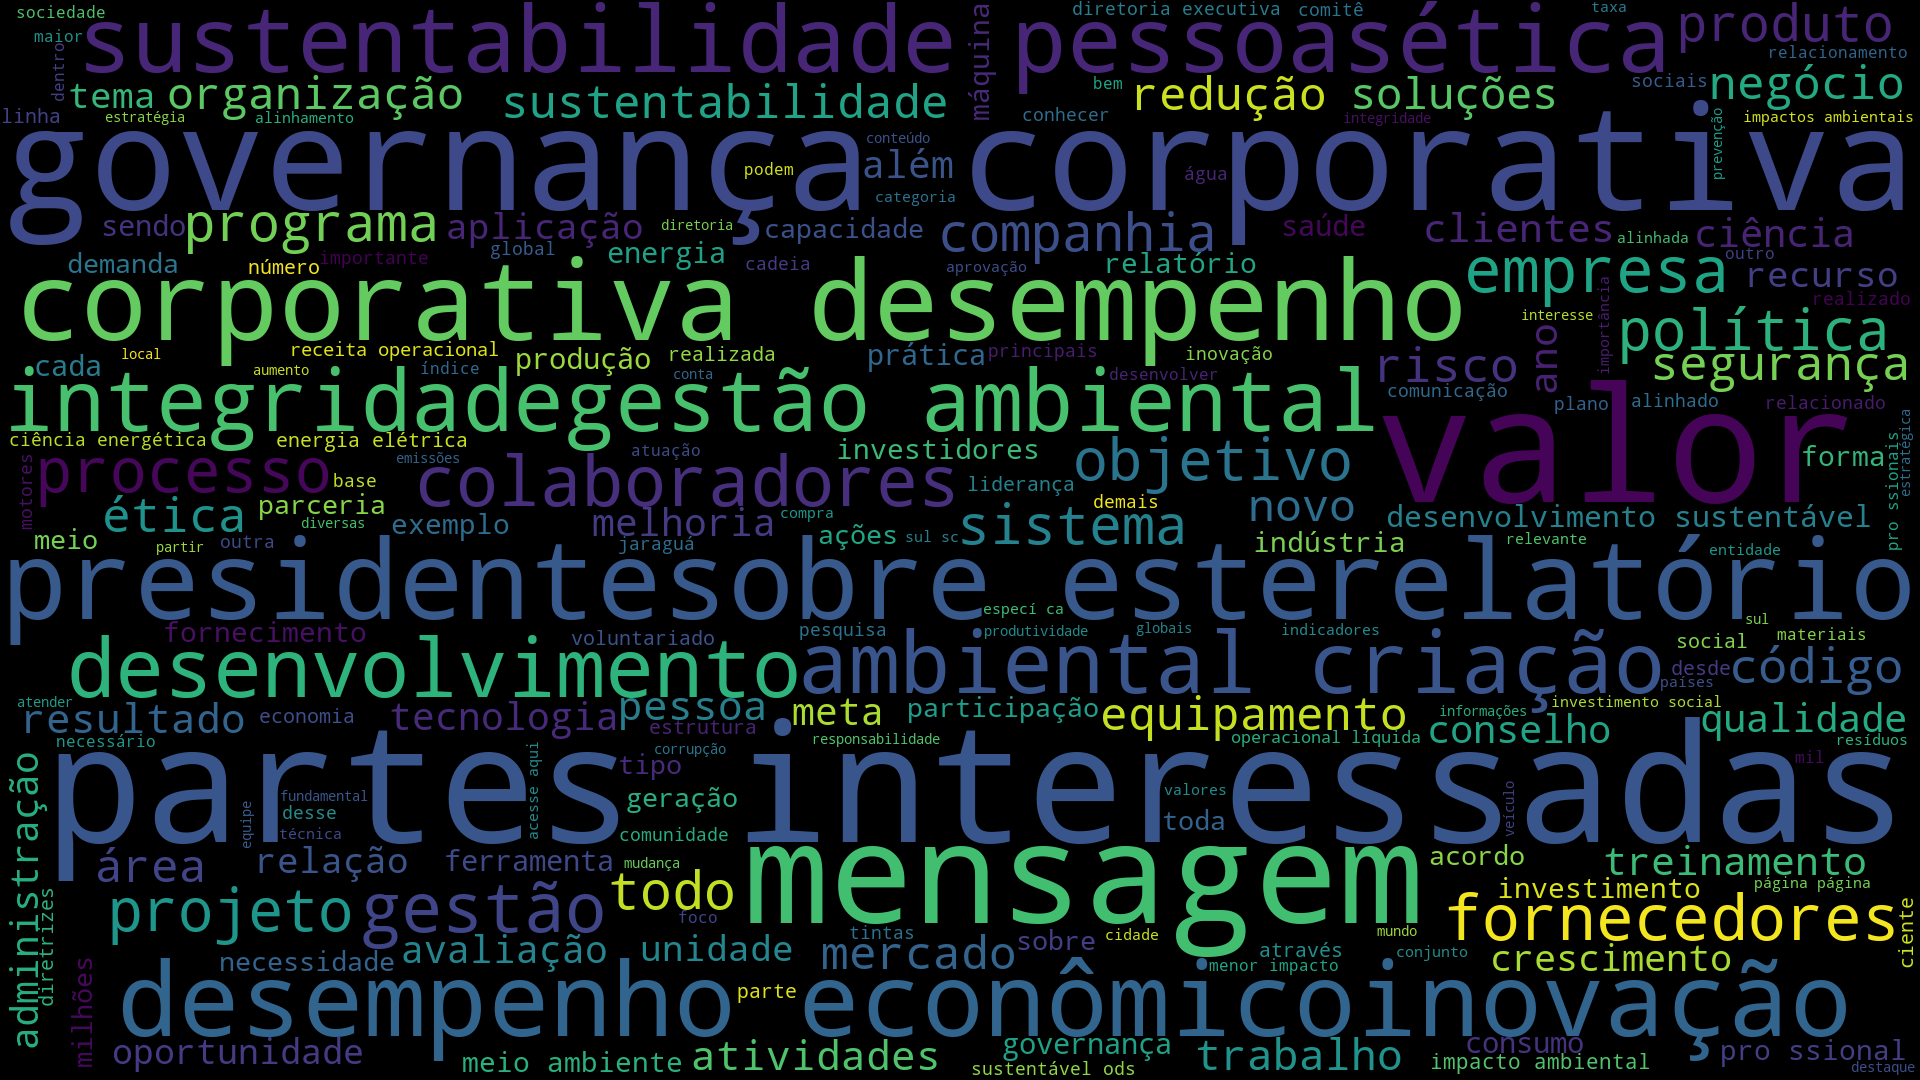 sociedade
diretoria executiva
comitê
taxa
sustentabilidade
máquina
pessoasética
produto
maior
dentro
relacionamento
tema
organização
sustentabilidade
bem
redução
soluções
sociais
negócio
linha
estratégia
alinhamento
conhecer
integridade
prevenção
impactos ambientais
governança corporativa
conteúdo
podem
além
água
categoria
sendo
programa
aplicação
diretoria
capacidade
companhia
saúde
clientes
alinhada
ciência
demanda
número
importante
global
energia
cadeia
aprovação
relatório
outro
empresa
recurso
corporativa desempenho
importância
realizado
interesse
ano
política
cada
local
receita operacional
aumento
índice
produção
realizada
conta
prática
principais
inovação
desenvolver
risco
segurança
integridadegestão ambiental
comunicação
plano
alinhado
relacionado
valor
estratégica
ciência energética
energia elétrica
emissões
atuação
investidores
objetivo
forma
motores
processo
base
colaboradores
liderança
demais
novo
pro ssionais
ética
parceria
diversas
exemplo
melhoria
compra
sistema
desenvolvimento sustentável
meio
partir
outra
jaraguá
ações
sul sc
indústria
relevante
entidade
presidentesobre esterelatório
especí ca
fornecimento
voluntariado
pesquisa
produtividade
globais
indicadores
sul
social
materiais
desenvolvimento
ambiental criação
desde
países
código
atender
resultado
economia
tecnologia
pessoa
estrutura
meta
participação
equipamento
informações
investimento social
conselho
qualidade
necessário
corrupção
responsabilidade
operacional líquida
resíduos
administração
partes interessadas
acesse aqui
tipo
mil
fundamental
geração
valores
veículo
equipe
desse
técnica
comunidade
toda
área
relação
ferramenta
mudança
mensagem
acordo
treinamento
diretrizes
projeto
gestão
todo
foco
investimento
página página
fornecedores
ciente
tintas
mercado
sobre
cidade
mundo
milhões
necessidade
avaliação
unidade
através
menor impacto
conjunto
crescimento
desempenho econômicoinovação
parte
oportunidade
meio ambiente
atividades
governança
sustentável ods
trabalho
consumo
impacto ambiental
pro ssional
destaque